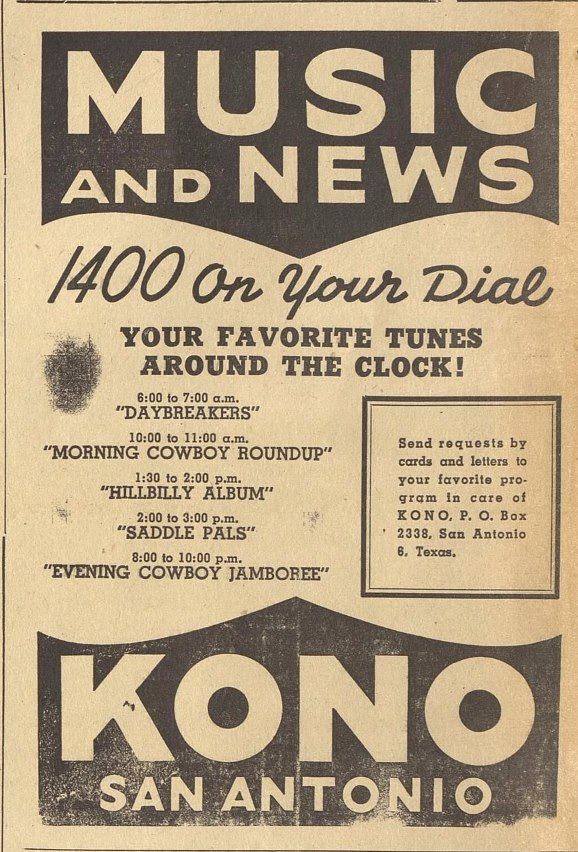 MUSIC
AND NEWS
1400 On Your Dial
YOUR FAVORITE TUNES
AROUND THE CLOCK!
6:00 to 7:00 a.m.
"DAYBREAKERS"
10:00 to 11:00 a.m.
"MORNING COWBOY ROUNDUP"
1:30 to 2:00 p.m.
"HILLBILLY ALBUM"
2:00 to 3:00 p.m.
"SADDLE PALS"
8:00 to 10:00 p.m.
"EVENING COWBOY JAMBOREE"
Send requests by
cards and letters to
your favorite pro-
gram in care of
KONO, P. O. Box
2338, San Antonio
6, Texas.
KONO
SAN ANTONIO